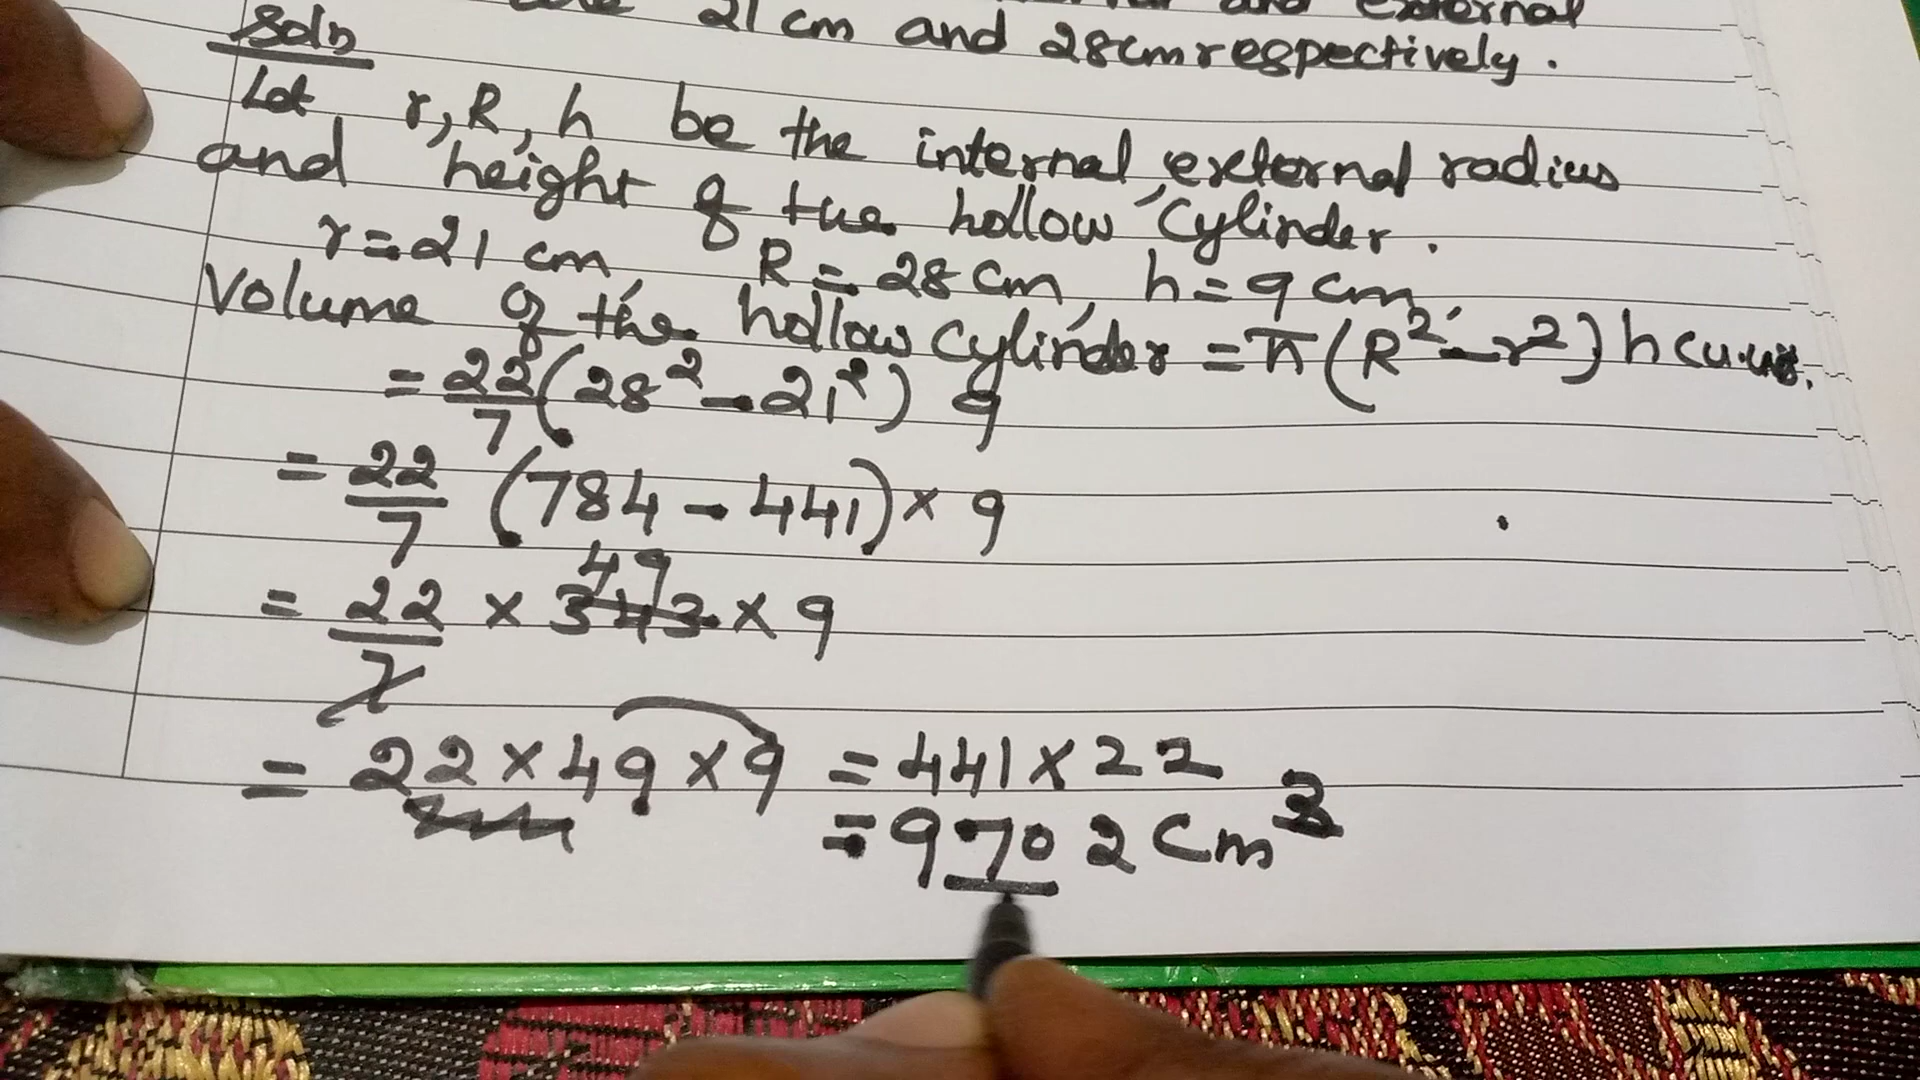 and external
21 cm and 28cm respectively.
Soln
Let r, R, h be the internal, external radius
and height of the hollow cylinder.
r = 21 cm, R = 28 cm, h = 9 cm.
Volume of the hollow cylinder = π(R² - r²) h cu.units.
= 22/7 (28² - 21²) 9
= 22/7 (784 - 441) × 9
49
= 22/7 × 343 × 9
= 22 × 49 × 9 = 441 × 22
= 9702 cm³